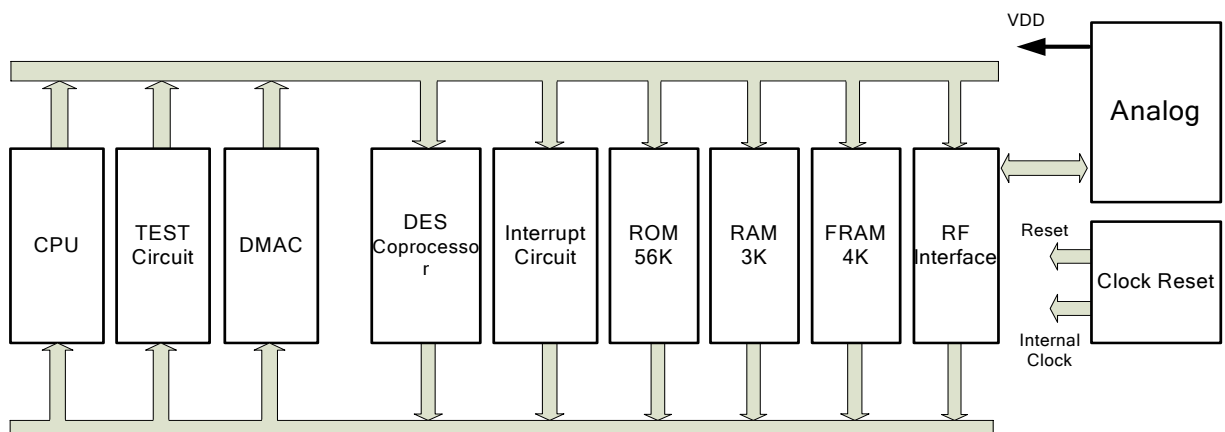 VDD
Analog
CPU
TEST
Circuit
DMAC
DES
Coprocesso
r
Interrupt
Circuit
ROM
56K
RAM
3K
FRAM
4K
RF
Interface
Reset
Clock Reset
Internal
Clock